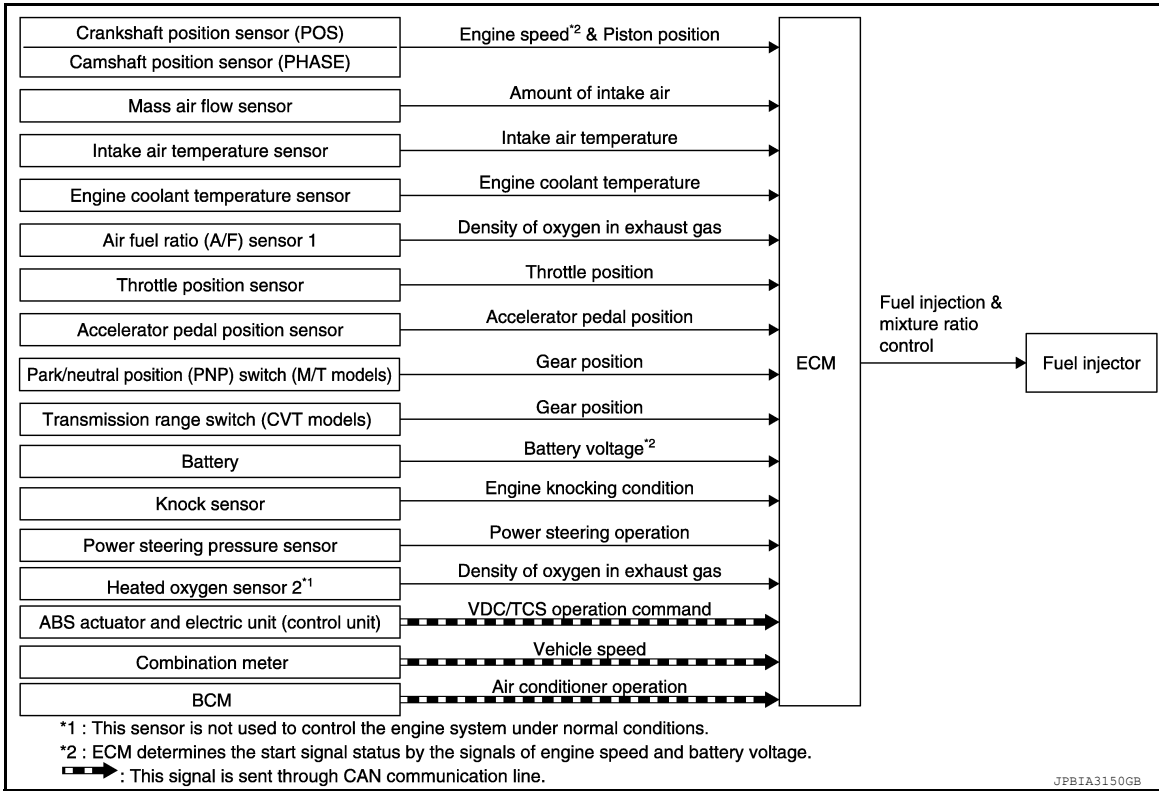 Crankshaft position sensor (POS)
Engine speed*2 & Piston position
Camshaft position sensor (PHASE)
Mass air flow sensor
Amount of intake air
Intake air temperature sensor
Intake air temperature
Engine coolant temperature sensor
Engine coolant temperature
Air fuel ratio (A/F) sensor 1
Density of oxygen in exhaust gas
Throttle position sensor
Throttle position
Accelerator pedal position sensor
Accelerator pedal position
Park/neutral position (PNP) switch (M/T models)
Gear position
Transmission range switch (CVT models)
Gear position
Battery
Battery voltage*2
Knock sensor
Engine knocking condition
Power steering pressure sensor
Power steering operation
Heated oxygen sensor 2*1
Density of oxygen in exhaust gas
ABS actuator and electric unit (control unit)
VDC/TCS operation command
Combination meter
Vehicle speed
BCM
Air conditioner operation
ECM
Fuel injection &
mixture ratio
control
Fuel injector
*1 : This sensor is not used to control the engine system under normal conditions.
*2 : ECM determines the start signal status by the signals of engine speed and battery voltage.
: This signal is sent through CAN communication line.
JPBIA3150GB